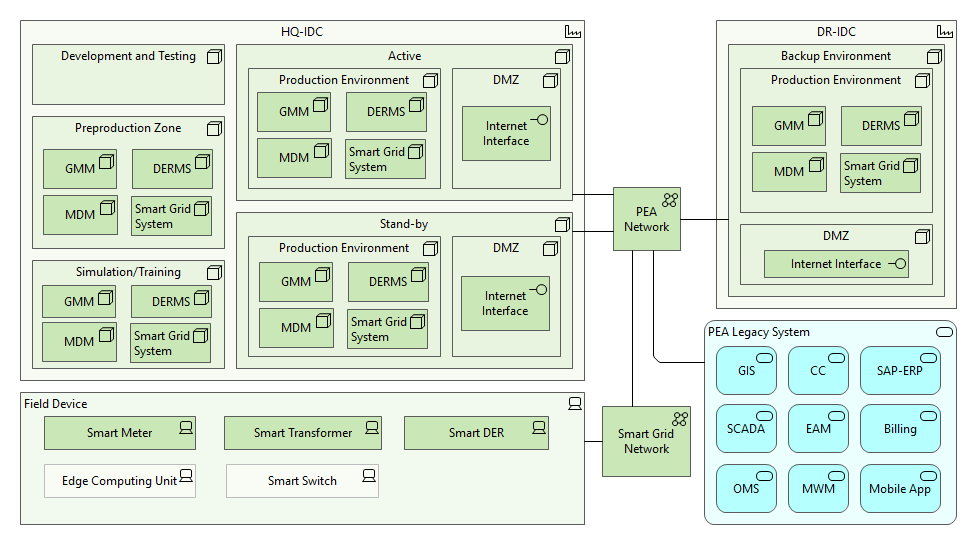 HQ-IDC
Development and Testing
Preproduction Zone
GMM
DERMS
MDM
Smart Grid
System
Simulation/Training
GMM
DERMS
MDM
Smart Grid
System
Active
Production Environment
GMM
DERMS
MDM
Smart Grid
System
DMZ
Internet
Interface
Stand-by
Production Environment
GMM
DERMS
MDM
Smart Grid
System
DMZ
Internet
Interface
PEA
Network
DR-IDC
Backup Environment
Production Environment
GMM
DERMS
MDM
Smart Grid
System
DMZ
Internet Interface
Field Device
Smart Meter
Smart Transformer
Smart DER
Edge Computing Unit
Smart Switch
Smart Grid
Network
PEA Legacy System
GIS
CC
SAP-ERP
SCADA
EAM
Billing
OMS
MWM
Mobile App